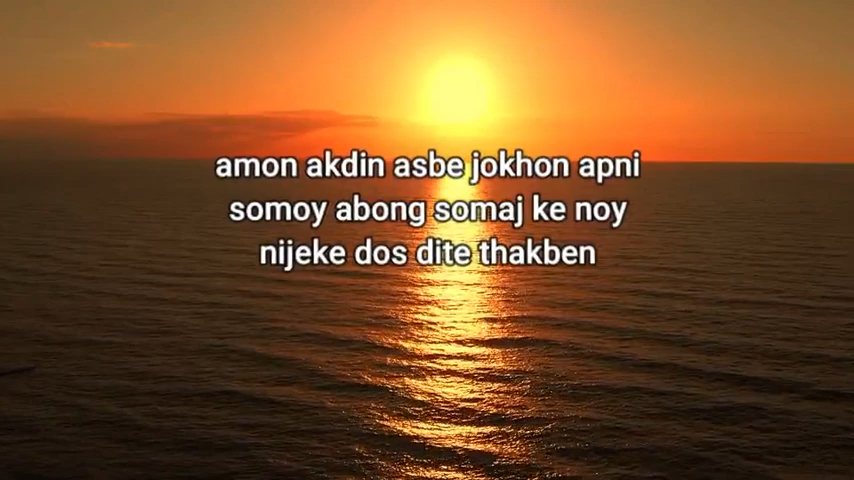 amon akdin asbe jokhon apni
somoy abong somaj ke noy
nijeke dos dite thakben